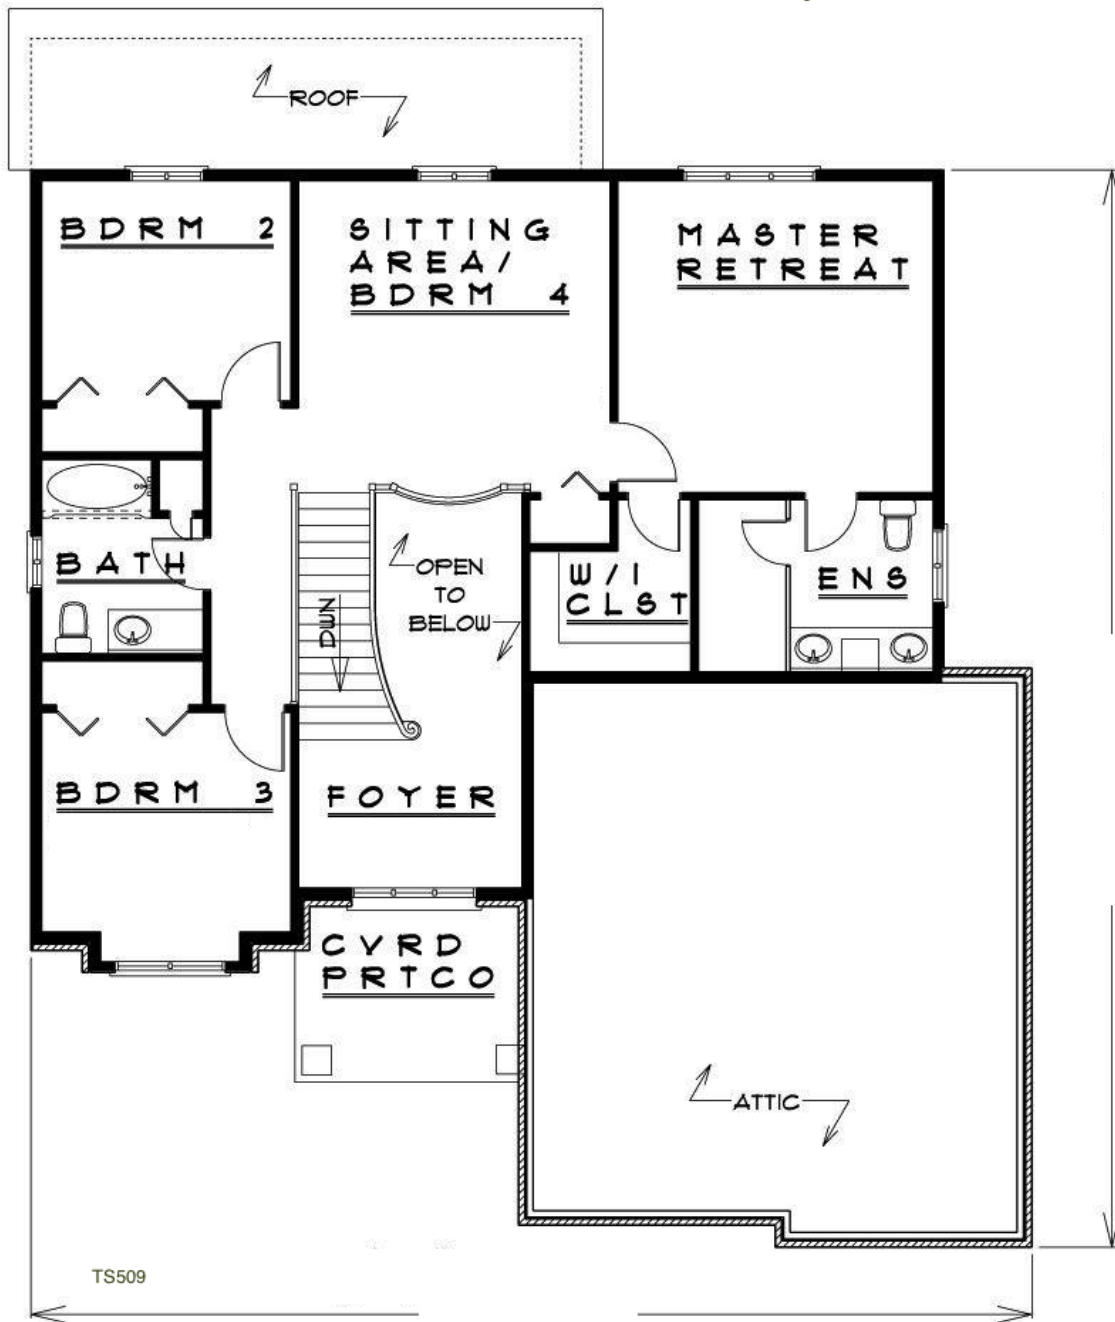 ROOF
BDRM 2
SITTING
AREA/
BDRM 4
MASTER
RETREAT
BATH
DWN
OPEN
TO
BELOW
W/I
CLST
ENS
BDRM 3
FOYER
CVRD
PRTCO
ATTIC
TS509